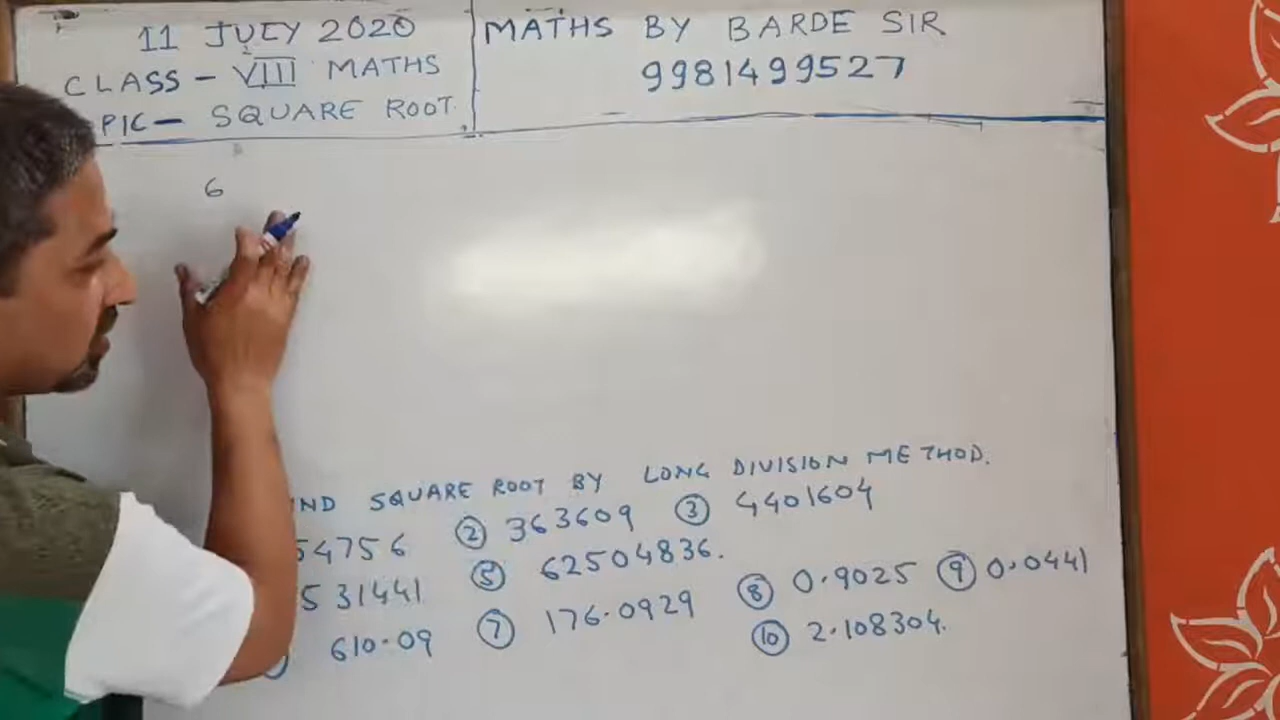 11 JULY 2020
CLASS - VIII MATHS
PIC - SQUARE ROOT.
MATHS BY BARDE SIR
9981499527
6
ND SQUARE ROOT BY LONG DIVISION METHOD.
54756 ② 363609 ③ 4401604
531441 ⑤ 62504836.
610.09 ⑦ 176.0929 ⑧ 0.9025 ⑨ 0.0441
⑩ 2.108304.